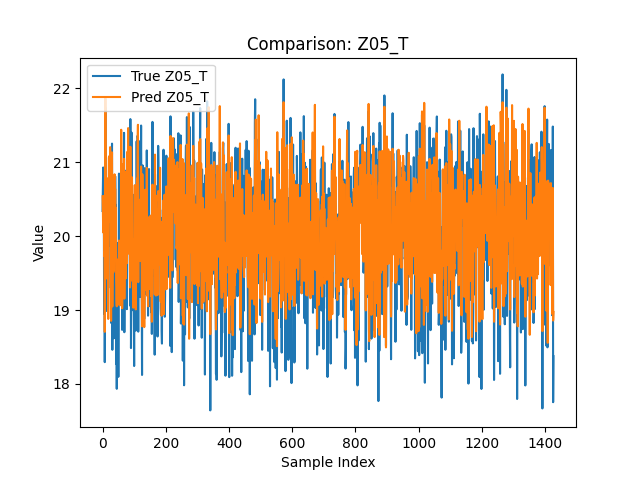 Comparison: Z05_T
True Z05_T
Pred Z05_T
22
21
20
19
18
Value
0 200 400 600 800 1000 1200 1400
Sample Index